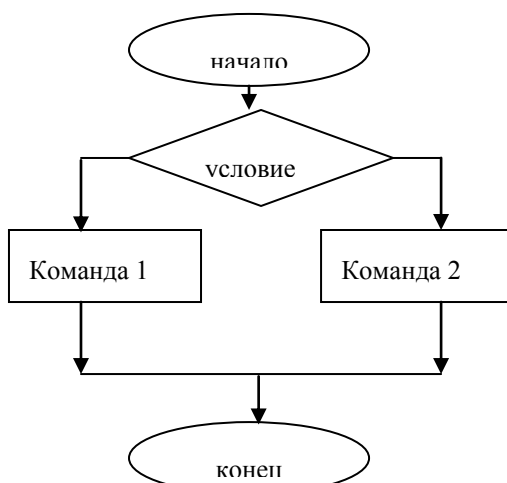 начало
условие
Команда 1
Команда 2
конец